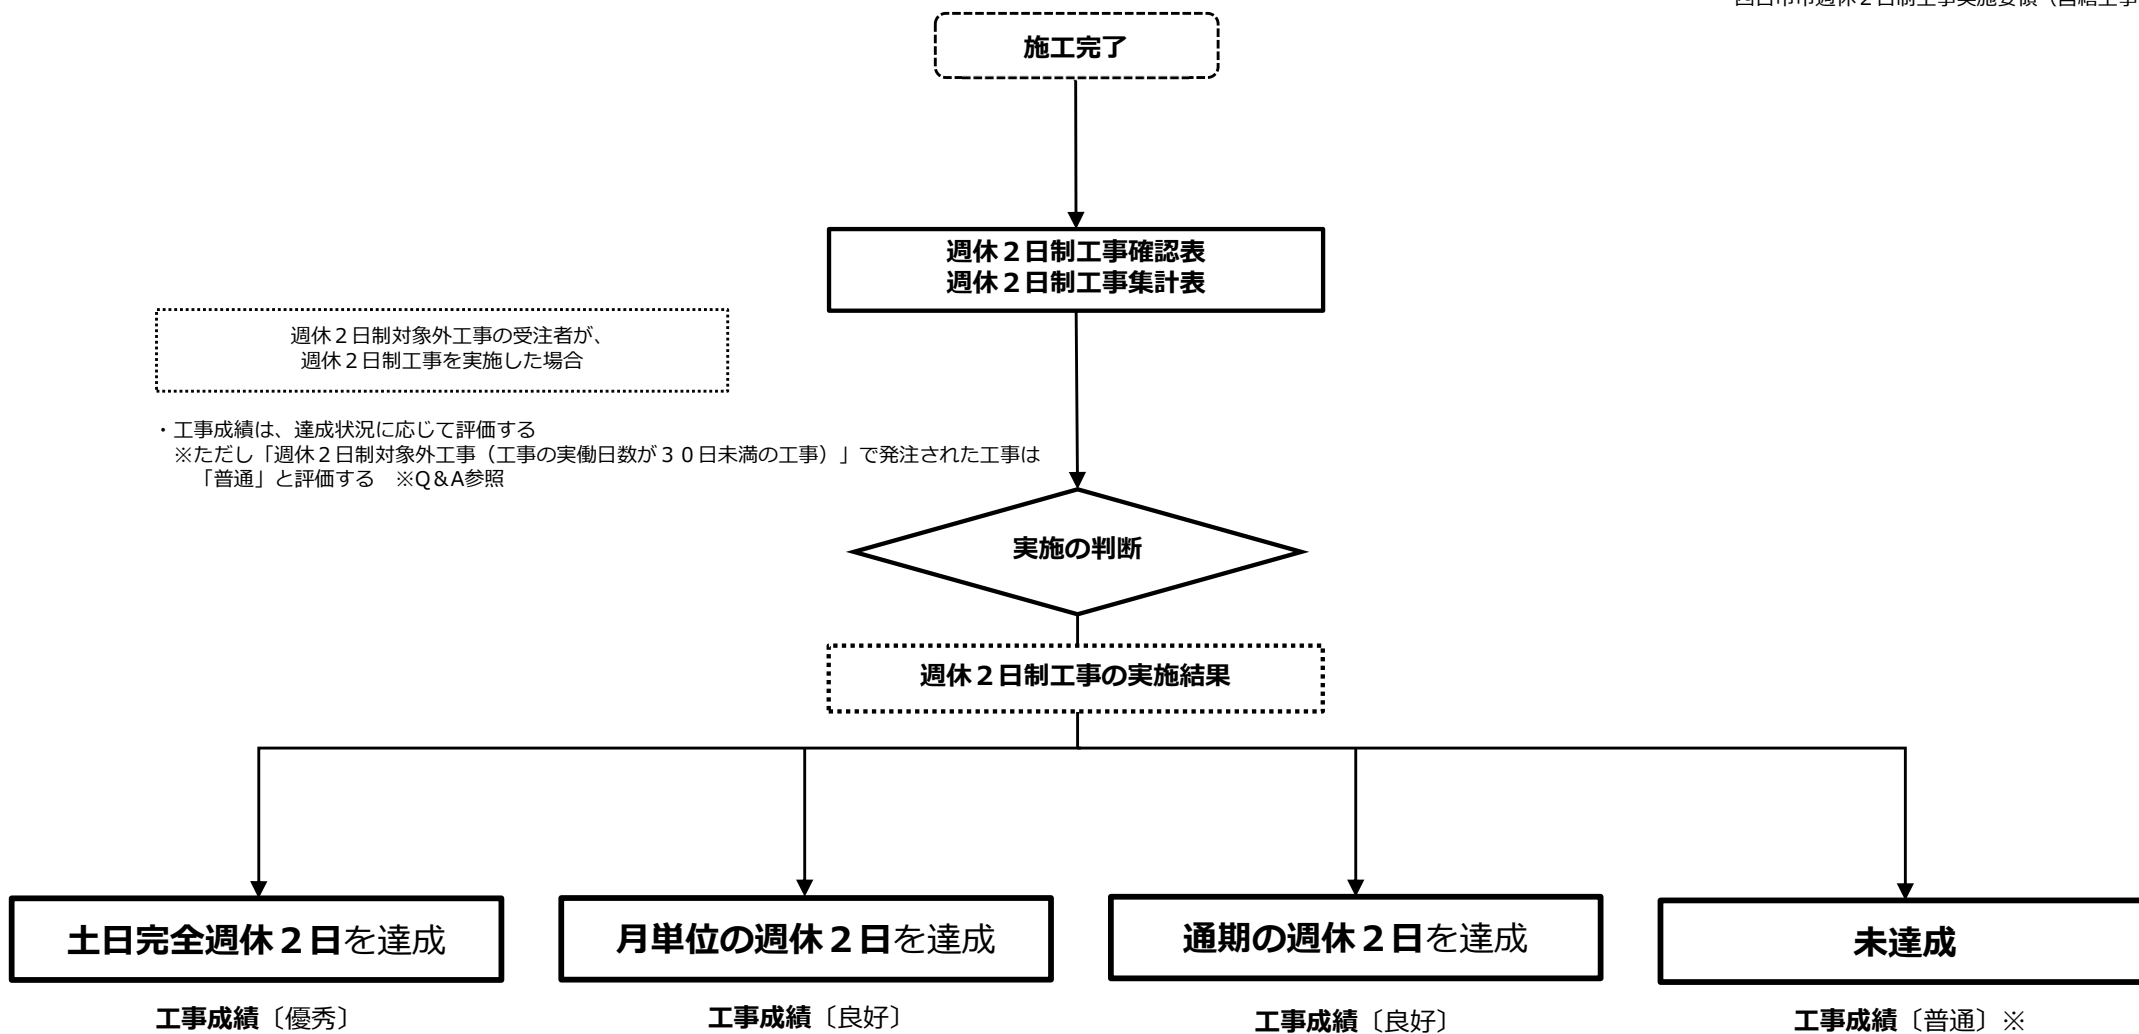 施工完了
週休２日制工事確認表
週休２日制工事集計表
週休２日制対象外工事の受注者が、
週休２日制工事を実施した場合
・工事成績は、達成状況に応じて評価する
※ただし「週休２日制対象外工事（工事の実働日数が３０日未満の工事）」で発注された工事は
「普通」と評価する　※Q&A参照
実施の判断
週休２日制工事の実施結果
土日完全週休２日を達成
月単位の週休２日を達成
通期の週休２日を達成
未達成
工事成績〔優秀〕
工事成績〔良好〕
工事成績〔良好〕
工事成績〔普通〕※